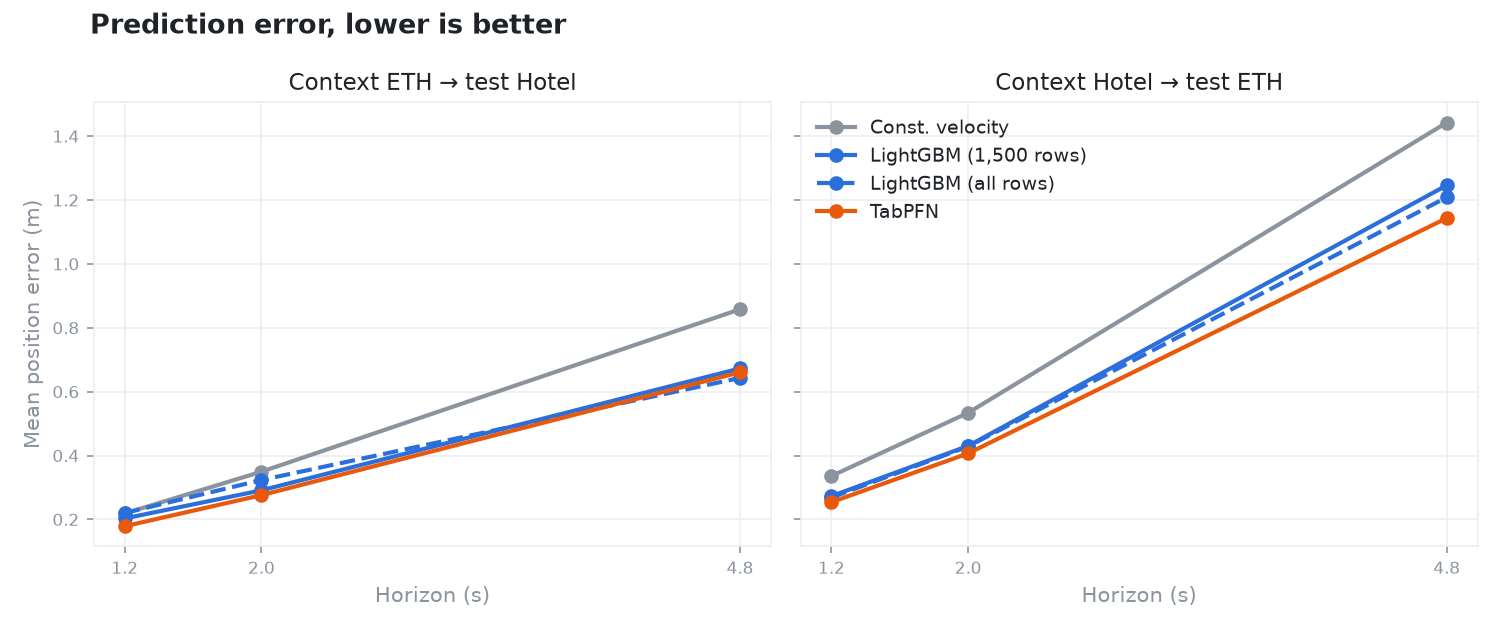 Prediction error, lower is better
Context ETH → test Hotel
Context Hotel → test ETH
Mean position error (m)
1.4
1.2
1.0
0.8
0.6
0.4
0.2
Const. velocity
LightGBM (1,500 rows)
LightGBM (all rows)
TabPFN
1.2
2.0
4.8
1.2
2.0
4.8
Horizon (s)
Horizon (s)